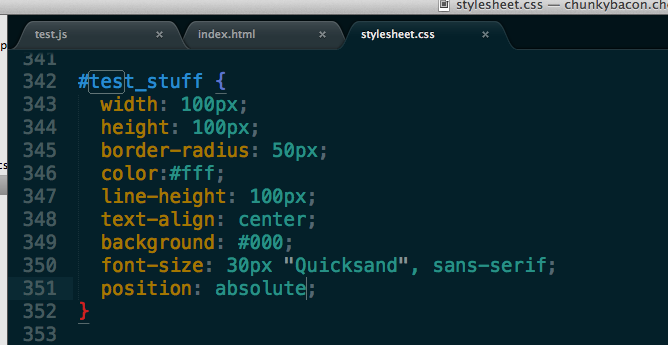 stylesheet.css — chunkybacon.ch
test.js × index.html × stylesheet.css ×
341
342 #test_stuff {
343 width: 100px;
344 height: 100px;
345 border-radius: 50px;
346 color:#fff;
347 line-height: 100px;
348 text-align: center;
349 background: #000;
350 font-size: 30px "Quicksand", sans-serif;
351 position: absolute;
352 }
353